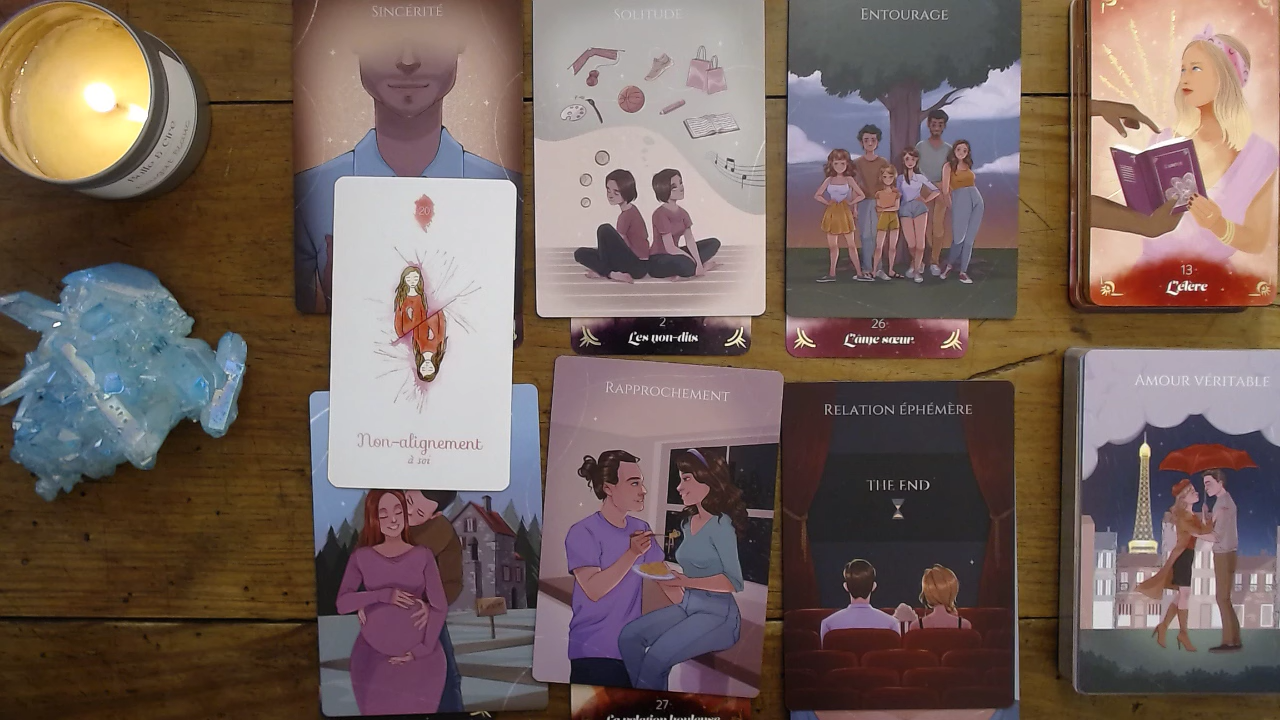 SINCÉRITÉ
SOLITUDE
ENTOURAGE
13
L'élève
2
Les non-dits
26
L'âme sœur
20
Non-alignement
à soi
RAPPROCHEMENT
RELATION ÉPHÉMÈRE
THE END
AMOUR VÉRITABLE
27